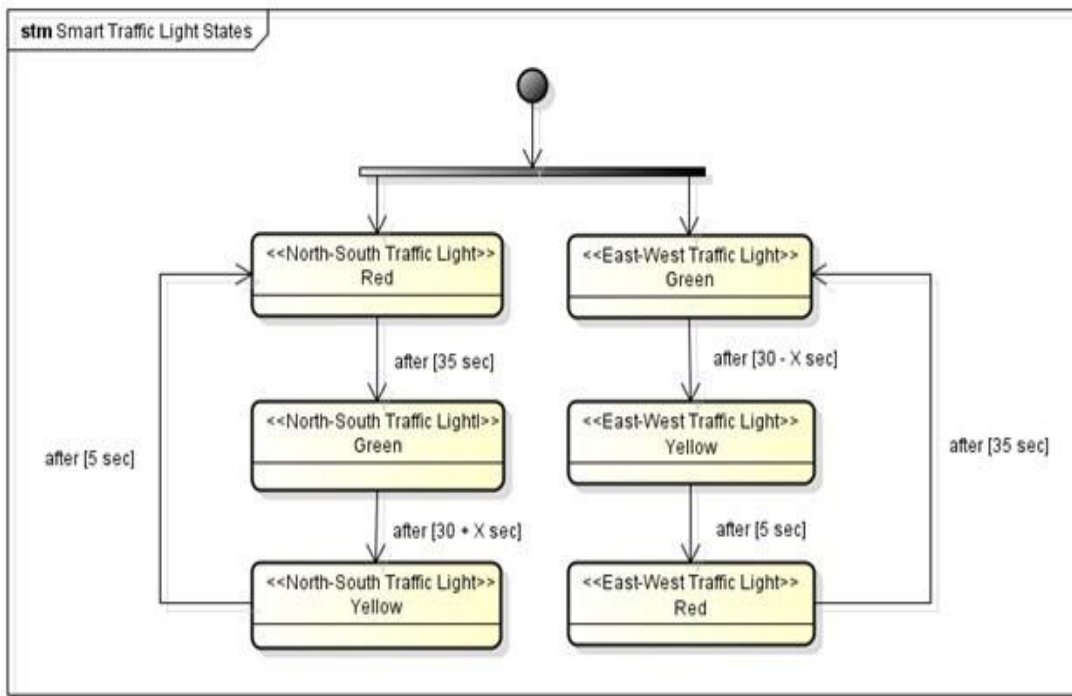 stm Smart Traffic Light States
<<North-South Traffic Light>>
Red
<<East-West Traffic Light>>
Green
after [35 sec]
after [30 - X sec]
<<North-South Traffic Lightl>>
Green
<<East-West Traffic Light>>
Yellow
after [5 sec]
after [35 sec]
after [30 + X sec]
after [5 sec]
<<North-South Traffic Light>>
Yellow
<<East-West Traffic Light>>
Red